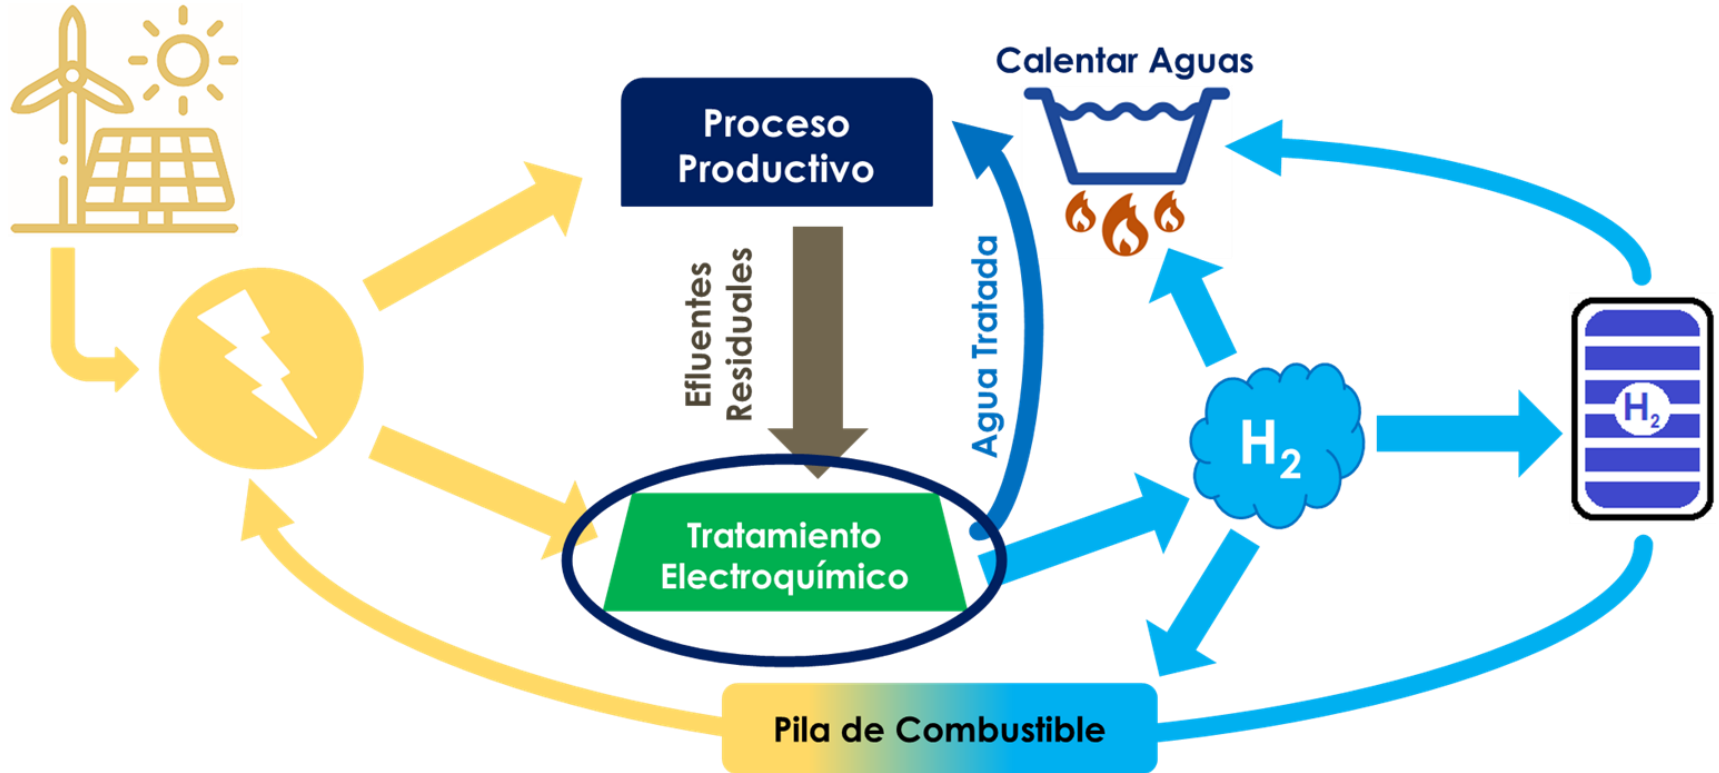 Calentar Aguas
Proceso
Productivo
Efluentes
Residuales
Agua Tratada
H2
H2
Tratamiento
Electroquímico
Pila de Combustible